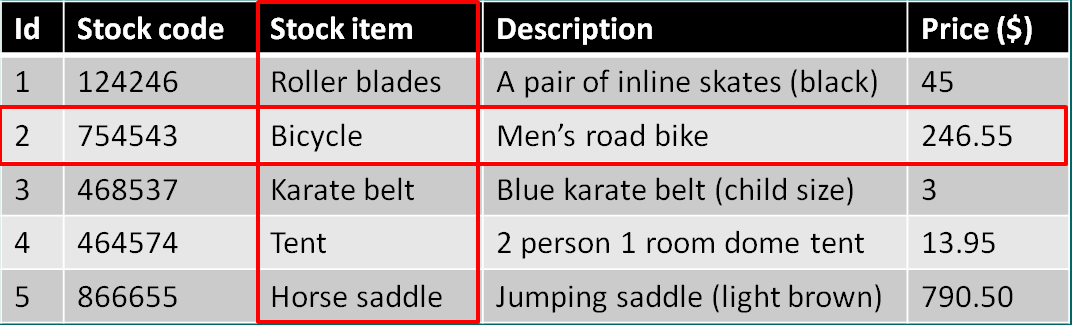 Id Stock code Stock item Description Price ($)
1 124246 Roller blades A pair of inline skates (black) 45
2 754543 Bicycle Men’s road bike 246.55
3 468537 Karate belt Blue karate belt (child size) 3
4 464574 Tent 2 person 1 room dome tent 13.95
5 866655 Horse saddle Jumping saddle (light brown) 790.50